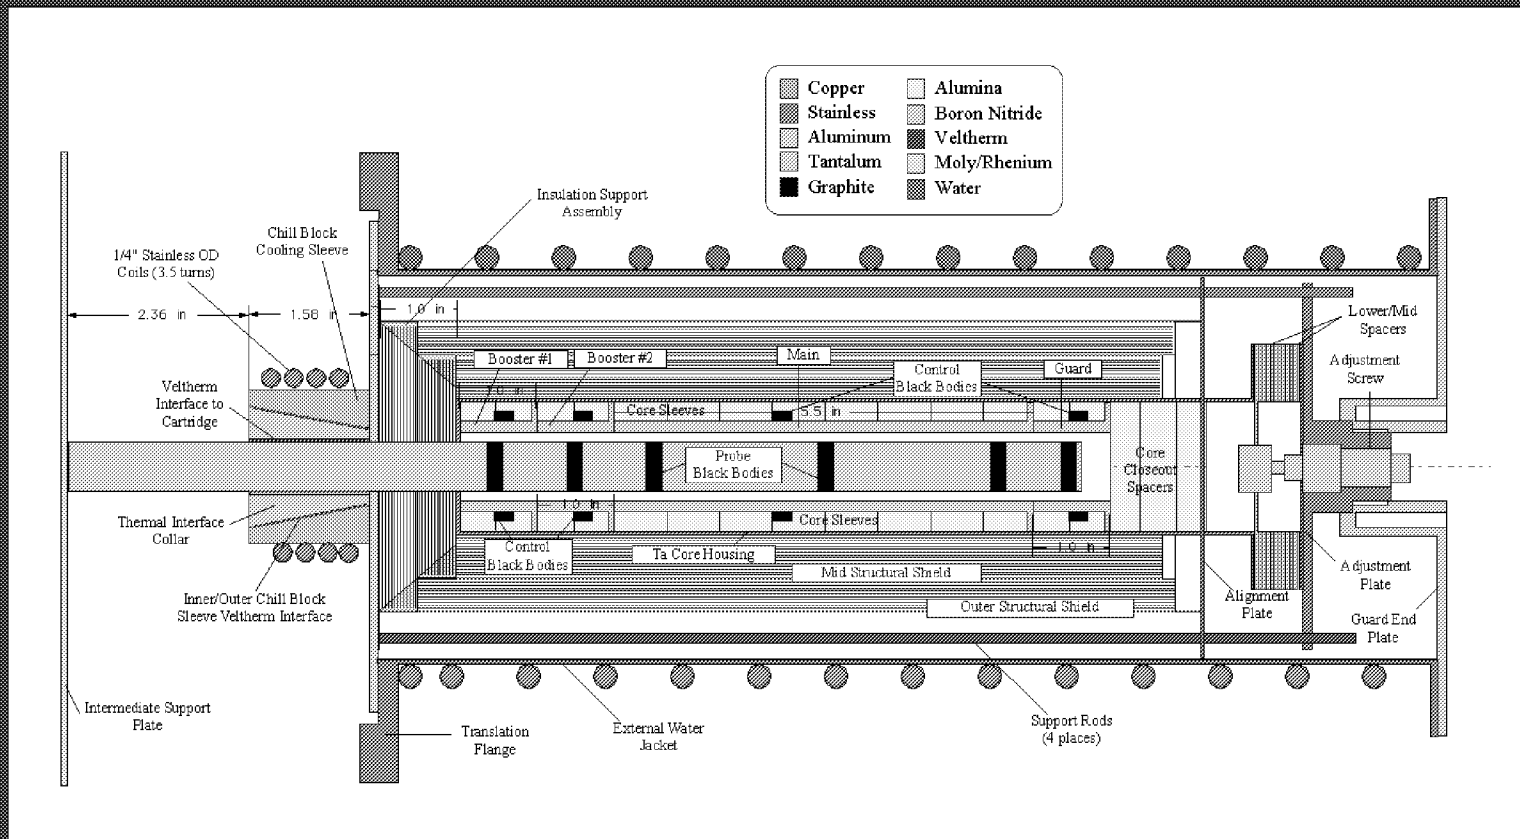 Copper
Stainless
Aluminum
Tantalum
Graphite
Alumina
Boron Nitride
Veltherm
Moly/Rhenium
Water
Insulation Support
Assembly
Chill Block
Cooling Sleeve
1/4" Stainless OD
Coils (3.5 turns)
2.36 in
1.58 in
1.0 in
Lower/Mid
Spacers
Booster #1
Booster #2
Main
Control
Black Bodies
Guard
Adjustment
Screw
Veltherm
Interface to
Cartridge
1.0 in
Core Sleeves
5.5 in
Probe
Black Bodies
Core
Closeout
Spacers
1.0 in
Thermal Interface
Collar
Core Sleeves
Control
Black Bodies
Ta Core Housing
1.0 in
Mid Structural Shield
Adjustment
Plate
Inner/Outer Chill Block
Sleeve Veltherm Interface
Outer Structural Shield
Alignment
Plate
Guard End
Plate
Intermediate Support
Plate
Translation
Flange
External Water
Jacket
Support Rods
(4 places)